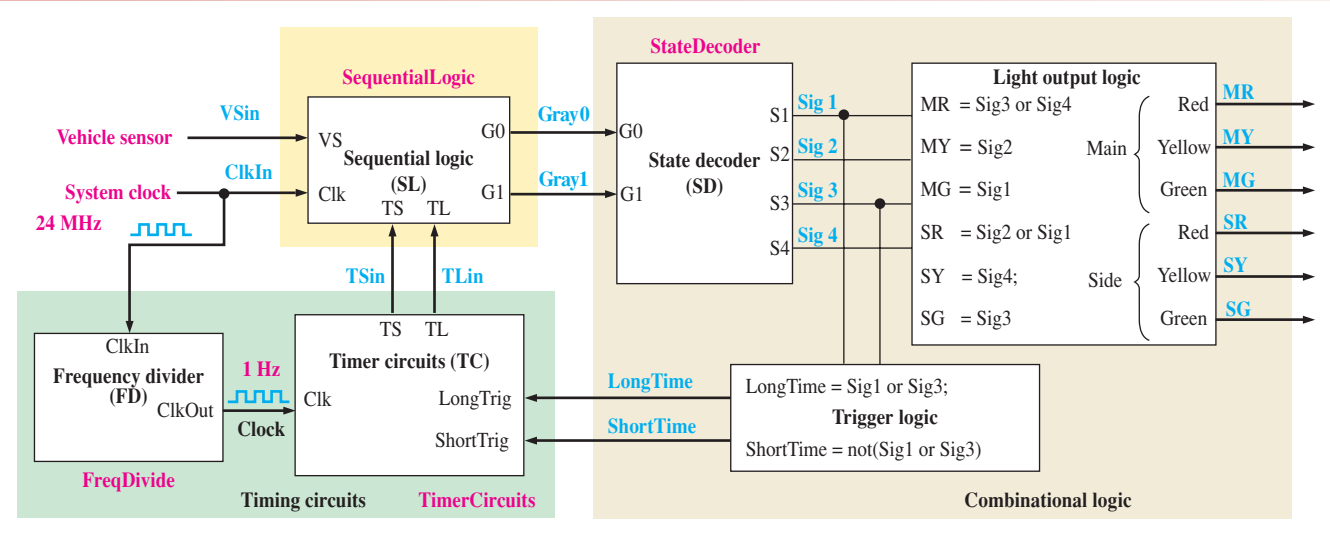 StateDecoder
SequentialLogic
Light output logic
VSin
Vehicle sensor
ClkIn
System clock
24 MHz
VS
Clk
Sequential logic
(SL)
TS TL
G0
G1
Gray0
Gray1
G0
G1
State decoder
(SD)
S1
S2
S3
S4
Sig 1
Sig 2
Sig 3
Sig 4
MR = Sig3 or Sig4
MY = Sig2
MG = Sig1
SR = Sig2 or Sig1
SY = Sig4;
SG = Sig3
Main
Side
Red
Yellow
Green
Red
Yellow
Green
MR
MY
MG
SR
SY
SG
TSin
TLin
ClkIn
Frequency divider
(FD)
ClkOut
1 Hz
Clock
TS TL
Timer circuits (TC)
Clk
LongTrig
ShortTrig
LongTime
ShortTime
LongTime = Sig1 or Sig3;
Trigger logic
ShortTime = not(Sig1 or Sig3)
FreqDivide
Timing circuits
TimerCircuits
Combinational logic